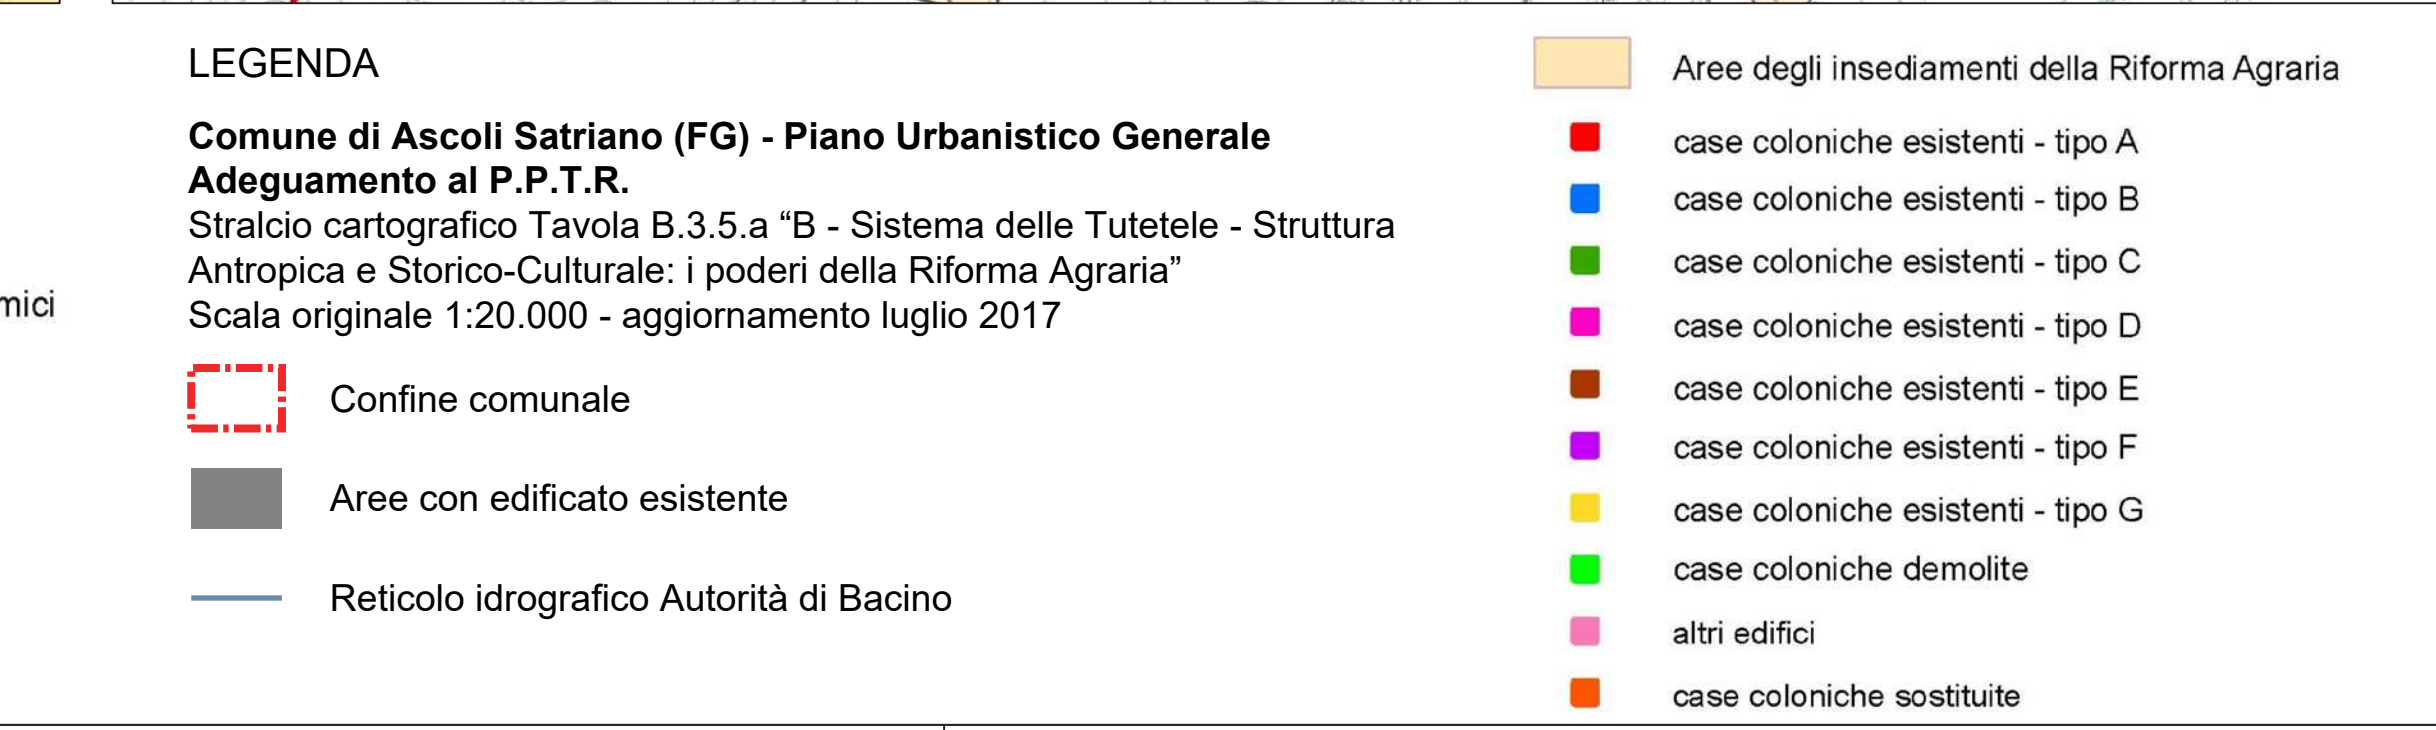 mici
LEGENDA
Comune di Ascoli Satriano (FG) - Piano Urbanistico Generale
Adeguamento al P.P.T.R.
Stralcio cartografico Tavola B.3.5.a “B - Sistema delle Tutetele - Struttura
Antropica e Storico-Culturale: i poderi della Riforma Agraria”
Scala originale 1:20.000 - aggiornamento luglio 2017
Confine comunale
Aree con edificato esistente
Reticolo idrografico Autorità di Bacino
Aree degli insediamenti della Riforma Agraria
case coloniche esistenti - tipo A
case coloniche esistenti - tipo B
case coloniche esistenti - tipo C
case coloniche esistenti - tipo D
case coloniche esistenti - tipo E
case coloniche esistenti - tipo F
case coloniche esistenti - tipo G
case coloniche demolite
altri edifici
case coloniche sostituite